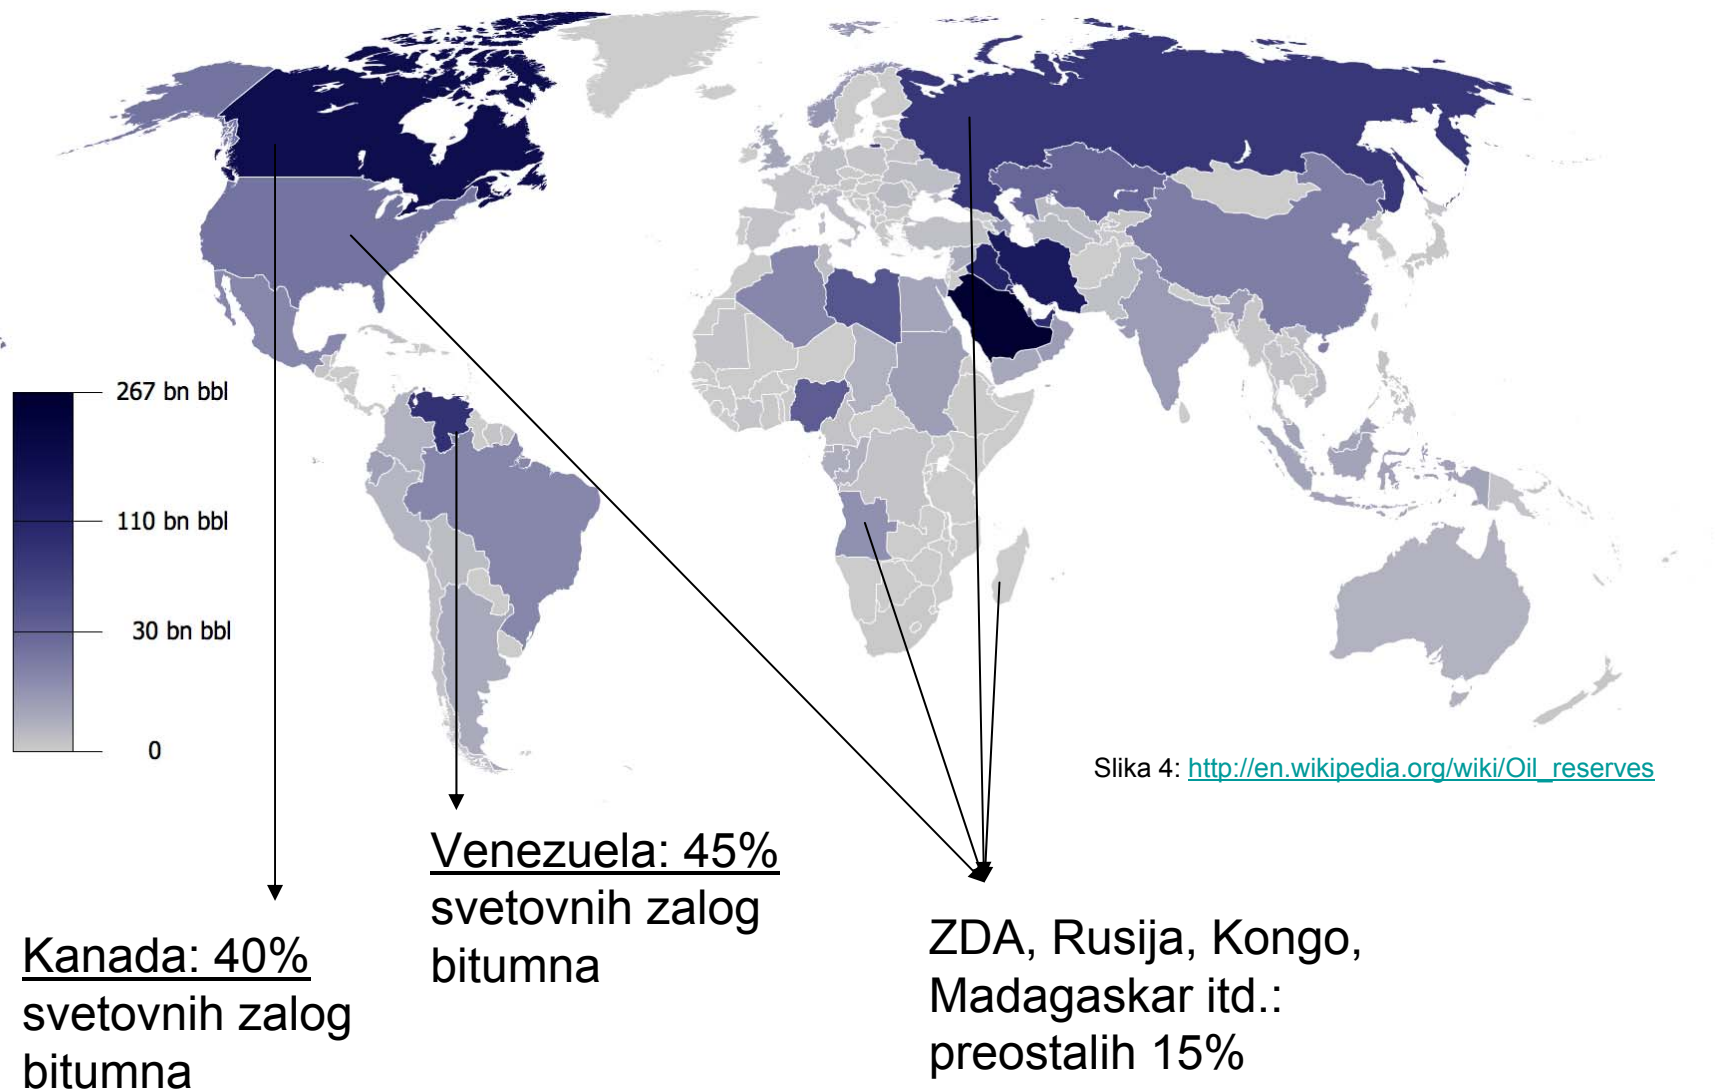 267 bn bbl
110 bn bbl
30 bn bbl
0
Slika 4: http://en.wikipedia.org/wiki/Oil_reserves
Venezuela: 45%
svetovnih zalog
bitumna
Kanada: 40%
svetovnih zalog
bitumna
ZDA, Rusija, Kongo,
Madagaskar itd.:
preostalih 15%